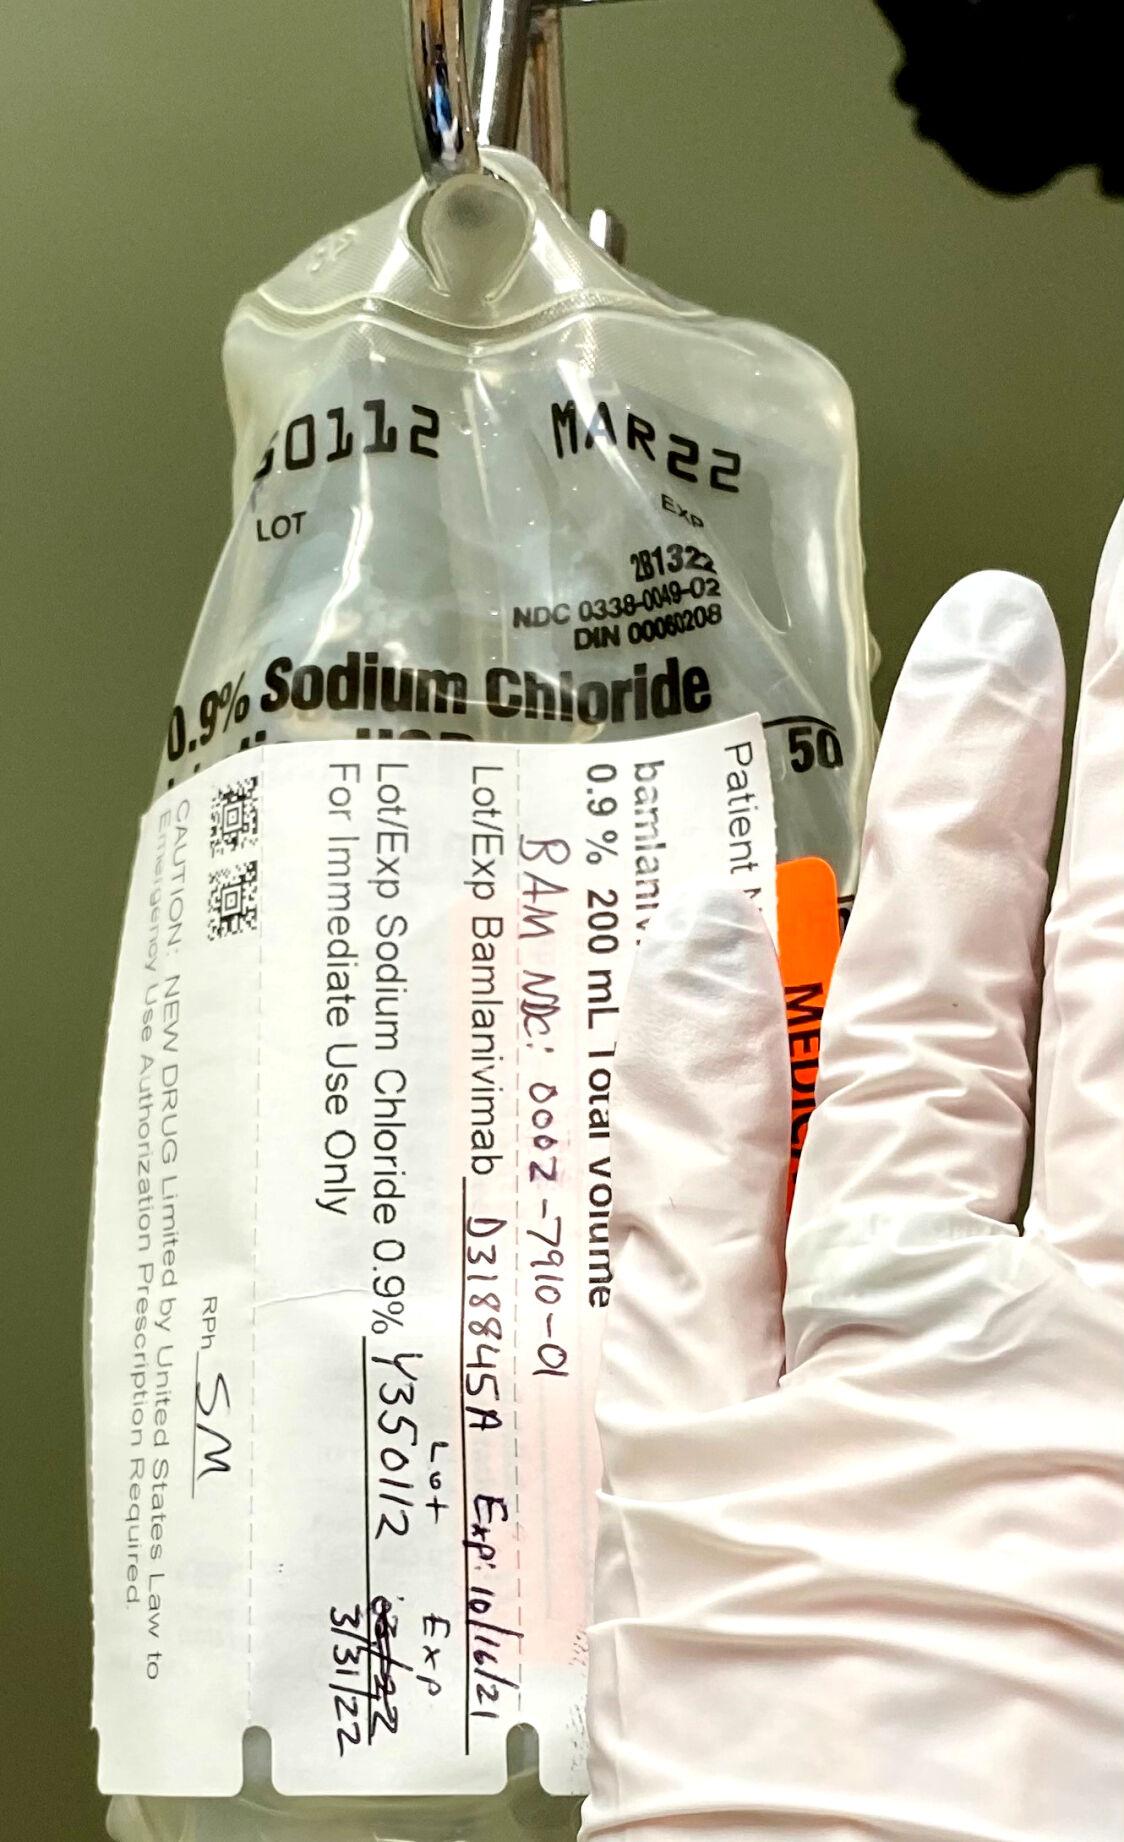 50112 MAR22
LOT EXP
2B1322
NDC 0338-0049-02
DIN 00060208
0.9% Sodium Chloride
50
Patient
bamlaniv
0.9 % 200 mL Total volume
BAM NDC: 0002-7910-01
Lot/Exp Bamlanivimab D318845A Exp: 10/16/21
Lot Exp
Lot/Exp Sodium Chloride 0.9% Y350112 03/22
For Immediate Use Only 3/31/22
RPh SM
CAUTION: NEW DRUG Limited by United States Law to
Emergency Use Authorization Prescription Required.
MEDIC